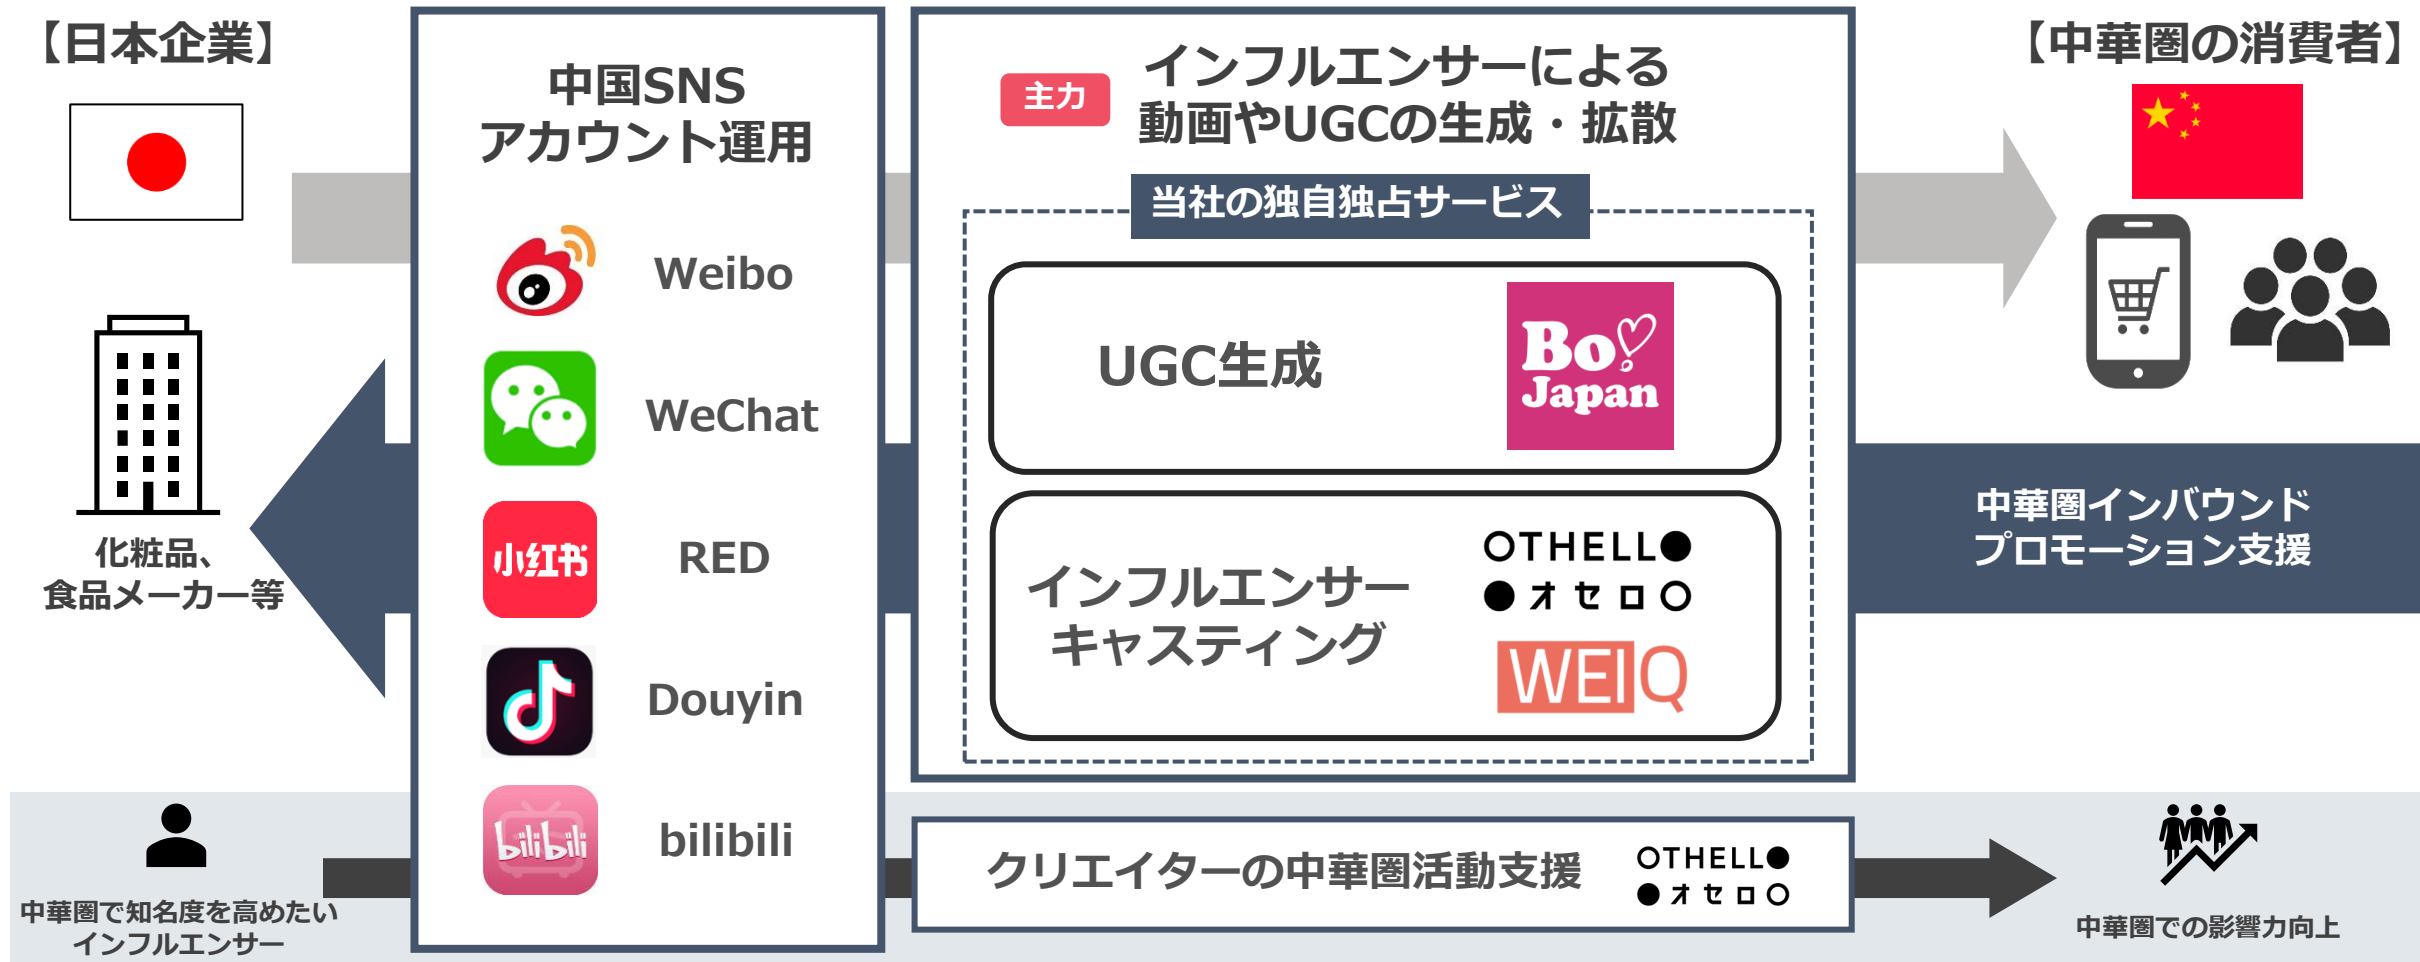 【日本企業】
化粧品、
食品メーカー等
中国SNS
アカウント運用
Weibo
WeChat
小红书
RED
Douyin
bilibili
bilibili
主力
インフルエンサーによる
動画やUGCの生成・拡散
当社の独自独占サービス
UGC生成
Bo
Japan
インフルエンサー
キャスティング
OTHELLO
オセロ
WEIQ
【中華圏の消費者】
中華圏インバウンド
プロモーション支援
中華圏で知名度を高めたい
インフルエンサー
クリエイターの中華圏活動支援
OTHELLO
オセロ
中華圏での影響力向上